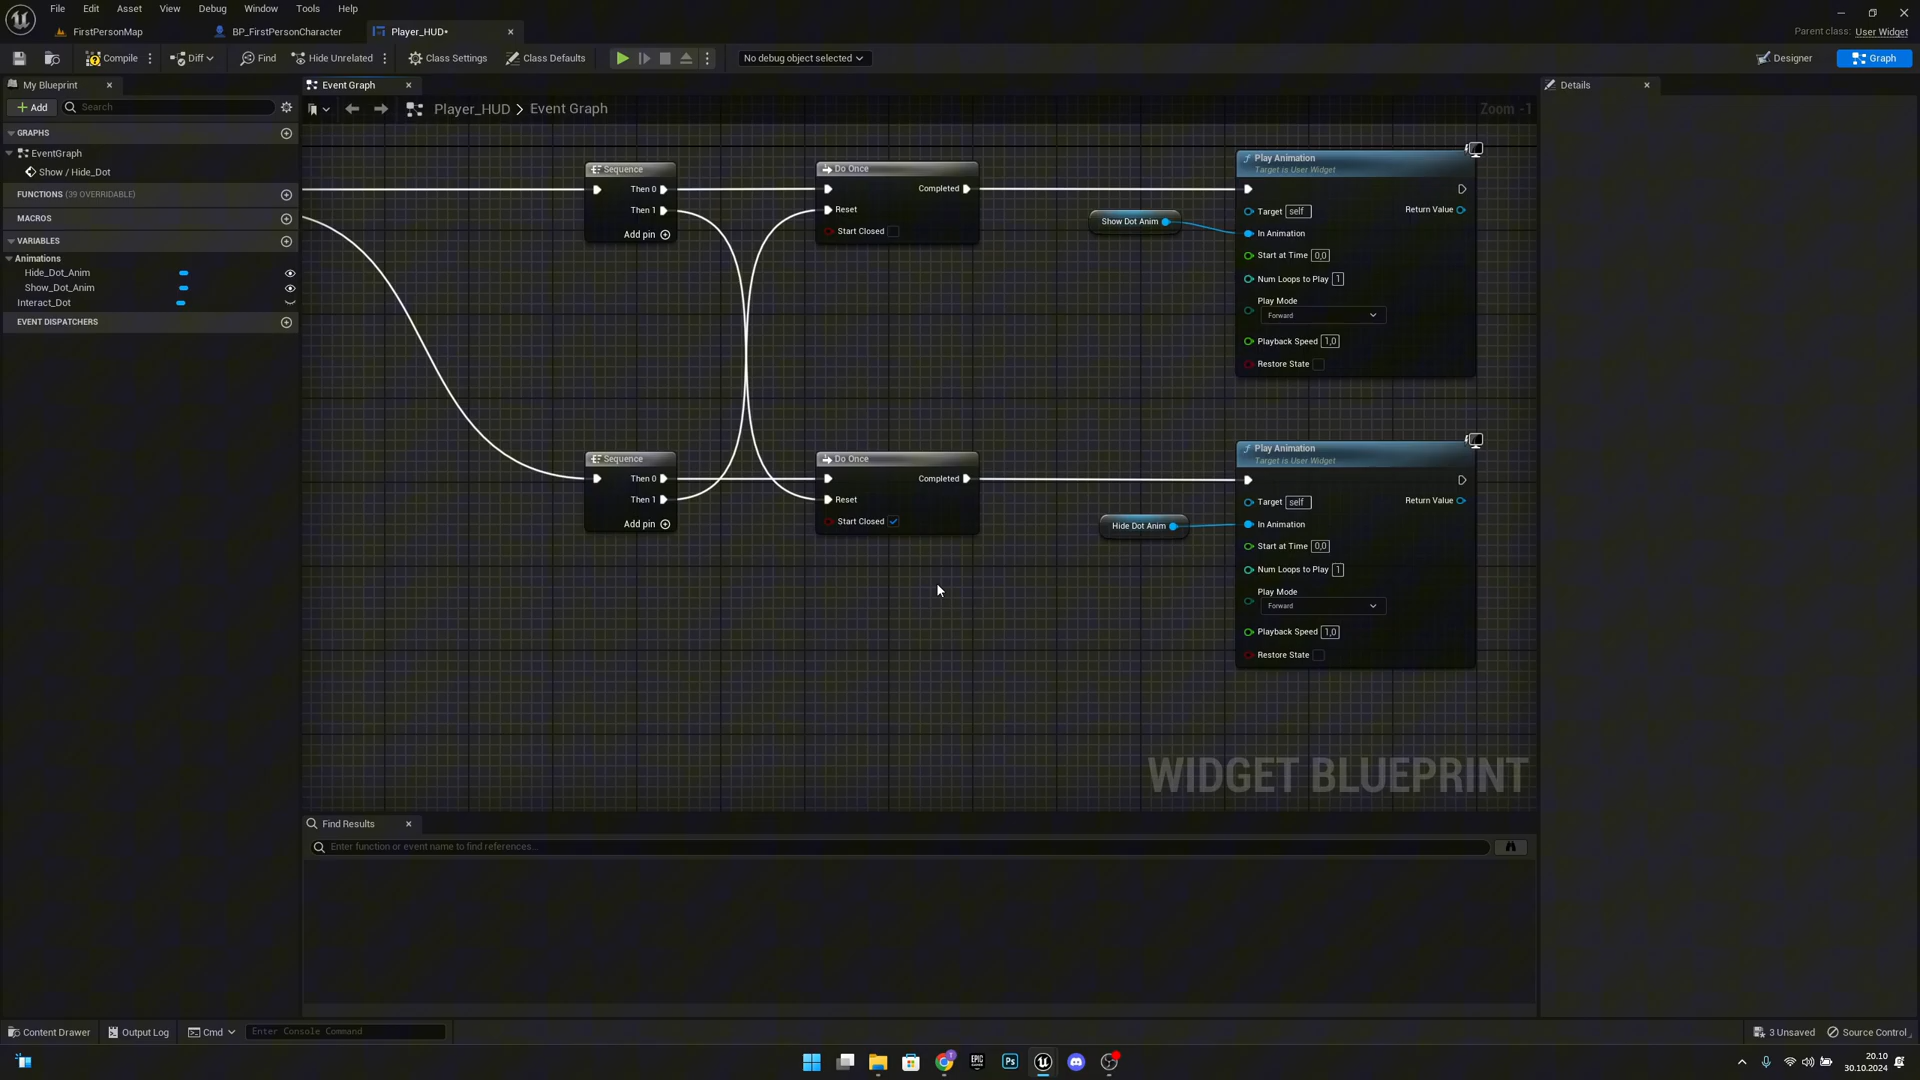 File Edit Asset View Debug Window Tools Help
FirstPersonMap BP_FirstPersonCharacter Player_HUD•
Parent class: User Widget
Compile Diff Find Hide Unrelated Class Settings Class Defaults No debug object selected Designer Graph
My Blueprint Event Graph Details
Add Search
Player_HUD > Event Graph Zoom -1
GRAPHS
EventGraph
Show / Hide_Dot
FUNCTIONS (39 OVERRIDABLE)
MACROS
VARIABLES
Animations
Hide_Dot_Anim
Show_Dot_Anim
Interact_Dot
EVENT DISPATCHERS
Sequence
Then 0
Then 1
Add pin
Do Once
Completed
Reset
Start Closed
Show Dot Anim
Play Animation
Target is User Widget
Target self
Return Value
In Animation
Start at Time 0,0
Num Loops to Play 1
Play Mode
Forward
Playback Speed 1,0
Restore State
Sequence
Then 0
Then 1
Add pin
Do Once
Completed
Reset
Start Closed
Hide Dot Anim
Play Animation
Target is User Widget
Target self
Return Value
In Animation
Start at Time 0,0
Num Loops to Play 1
Play Mode
Forward
Playback Speed 1,0
Restore State
WIDGET BLUEPRINT
Find Results
Enter function or event name to find references...
Content Drawer Output Log Cmd Enter Console Command 3 Unsaved Source Control
EPIC
Ps
20.10
30.10.2024